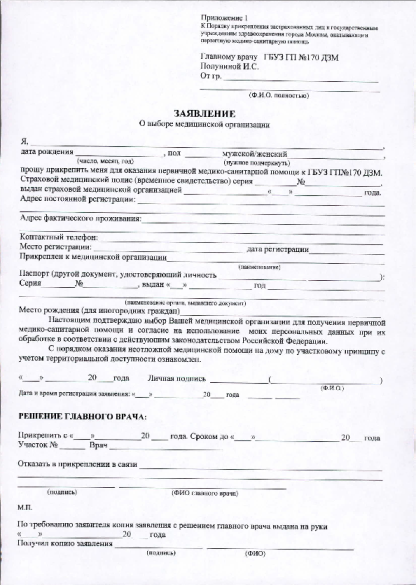 Приложение 1
К Порядку прикрепления застрахованных лиц к государственным
учреждениям здравоохранения города Москвы, оказывающим
первичную медико-санитарную помощь
Главному врачу ГБУЗ ГП №170 ДЗМ
Полуниной И.С.
От гр.
(Ф.И.О. полностью)
ЗАЯВЛЕНИЕ
О выборе медицинской организации
Я,
дата рождения , пол мужской/женский ,
(число, месяц, год) (нужное подчеркнуть)
прошу прикрепить меня для оказания первичной медико-санитарной помощи к ГБУЗ ГП№170 ДЗМ.
Страховой медицинский полис (временное свидетельство) серия №
выдан страховой медицинской организацией « » года.
Адрес постоянной регистрации:
Адрес фактического проживания:
Контактный телефон:
Место регистрации: дата регистрации
Прикреплен к медицинской организации
(наименование)
Паспорт (другой документ, удостоверяющий личность ):
Серия № , выдан « » год
(наименование органа, выдавшего документ)
Место рождения (для иногородних граждан)
Настоящим подтверждаю выбор Вашей медицинской организации для получения первичной
медико-санитарной помощи и согласие на использование моих персональных данных при их
обработке в соответствии с действующим законодательством Российской Федерации.
С порядком оказания неотложной медицинской помощи на дому по участковому принципу с
учетом территориальной доступности ознакомлен.
« » 20 года Личная подпись ( )
(Ф.И.О.)
Дата и время регистрации заявления: « » 20 года
РЕШЕНИЕ ГЛАВНОГО ВРАЧА:
Прикрепить с « » 20 года. Сроком до « » 20 года
Участок № Врач
Отказать в прикреплении в связи
(подпись) (ФИО главного врача)
М.П.
По требованию заявителя копия заявления с решением главного врача выдана на руки
« » 20 года
Получил копию заявления
(подпись) (ФИО)